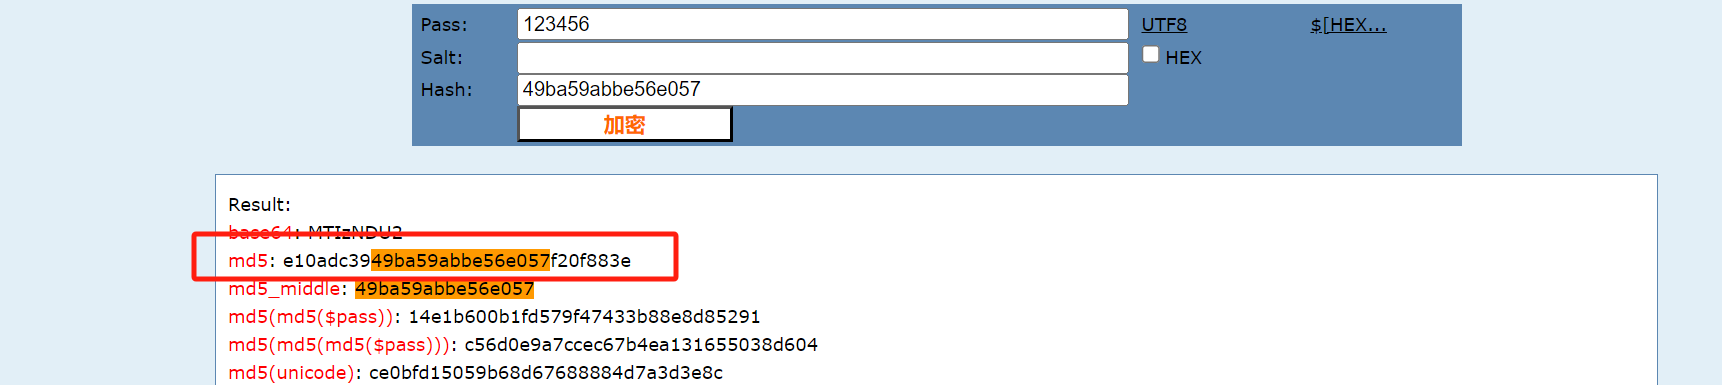 Pass: 123456 UTF8 $[HEX...
Salt: HEX
Hash: 49ba59abbe56e057
加密
Result:
base64: MTIzNDU2
md5: e10adc3949ba59abbe56e057f20f883e
md5_middle: 49ba59abbe56e057
md5(md5($pass)): 14e1b600b1fd579f47433b88e8d85291
md5(md5(md5($pass))): c56d0e9a7ccec67b4ea131655038d604
md5(unicode): ce0bfd15059b68d67688884d7a3d3e8c